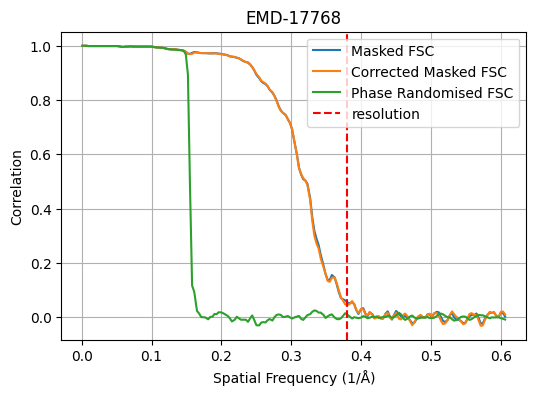 EMD-17768
Masked FSC
Corrected Masked FSC
Phase Randomised FSC
resolution
Correlation
1.0
0.8
0.6
0.4
0.2
0.0
0.0 0.1 0.2 0.3 0.4 0.5 0.6
Spatial Frequency (1/Å)